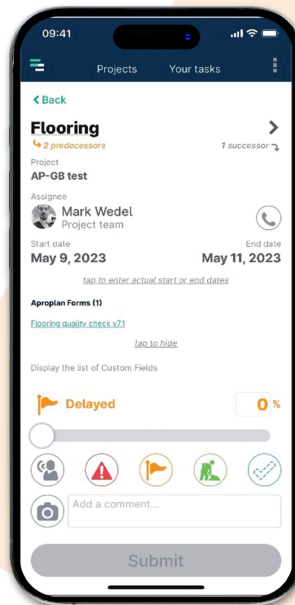 09:41
Projects Your tasks
Back
Flooring
2 predecessors 1 successor
Project
AP-GB test
Assignee
Mark Wedel
Project team
Start date End date
May 9, 2023 May 11, 2023
tap to enter actual start or end dates
Aproplan Forms (1)
Flooring quality check v7.1
tap to hide
Display the list of Custom Fields
Delayed 0 %
Add a comment...
Submit